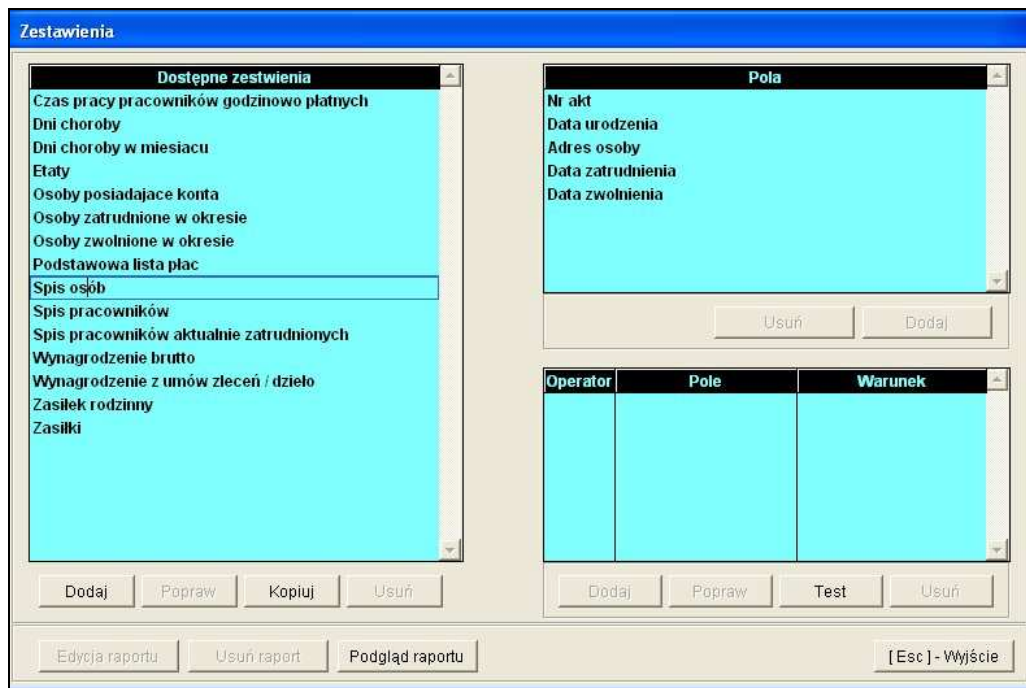 Zestawienia
Dostępne zestwienia
Czas pracy pracowników godzinowo płatnych
Dni choroby
Dni choroby w miesiacu
Etaty
Osoby posiadajace konta
Osoby zatrudnione w okresie
Osoby zwolnione w okresie
Podstawowa lista płac
Spis osób
Spis pracowników
Spis pracowników aktualnie zatrudnionych
Wynagrodzenie brutto
Wynagrodzenie z umów zleceń / dzieło
Zasiłek rodzinny
Zasiłki
Dodaj Popraw Kopiuj Usuń
Pola
Nr akt
Data urodzenia
Adres osoby
Data zatrudnienia
Data zwolnienia
Usuń Dodaj
Operator Pole Warunek
Dodaj Popraw Test Usuń
Edycja raportu Usuń raport Podgląd raportu [ Esc ] - Wyjście